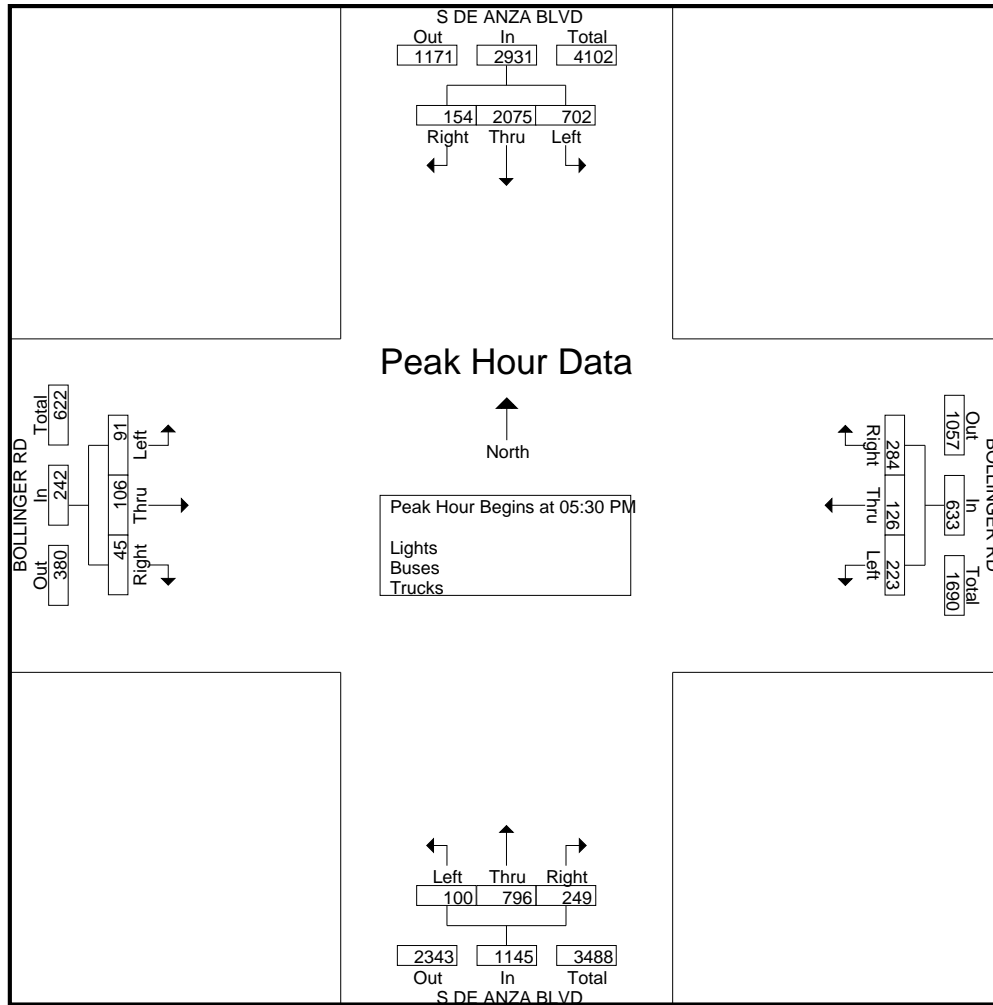 S DE ANZA BLVD
Out In Total
1171 2931 4102
154 2075 702
Right Thru Left
Peak Hour Data
North
Peak Hour Begins at 05:30 PM
Lights
Buses
Trucks
BOLLINGER RD
Out In Total
380 242 622
Left Thru Right
91 106 45
BOLLINGER RD
Out In Total
1057 633 1690
Right Thru Left
284 126 223
Left Thru Right
100 796 249
2343 1145 3488
Out In Total
S DE ANZA BLVD